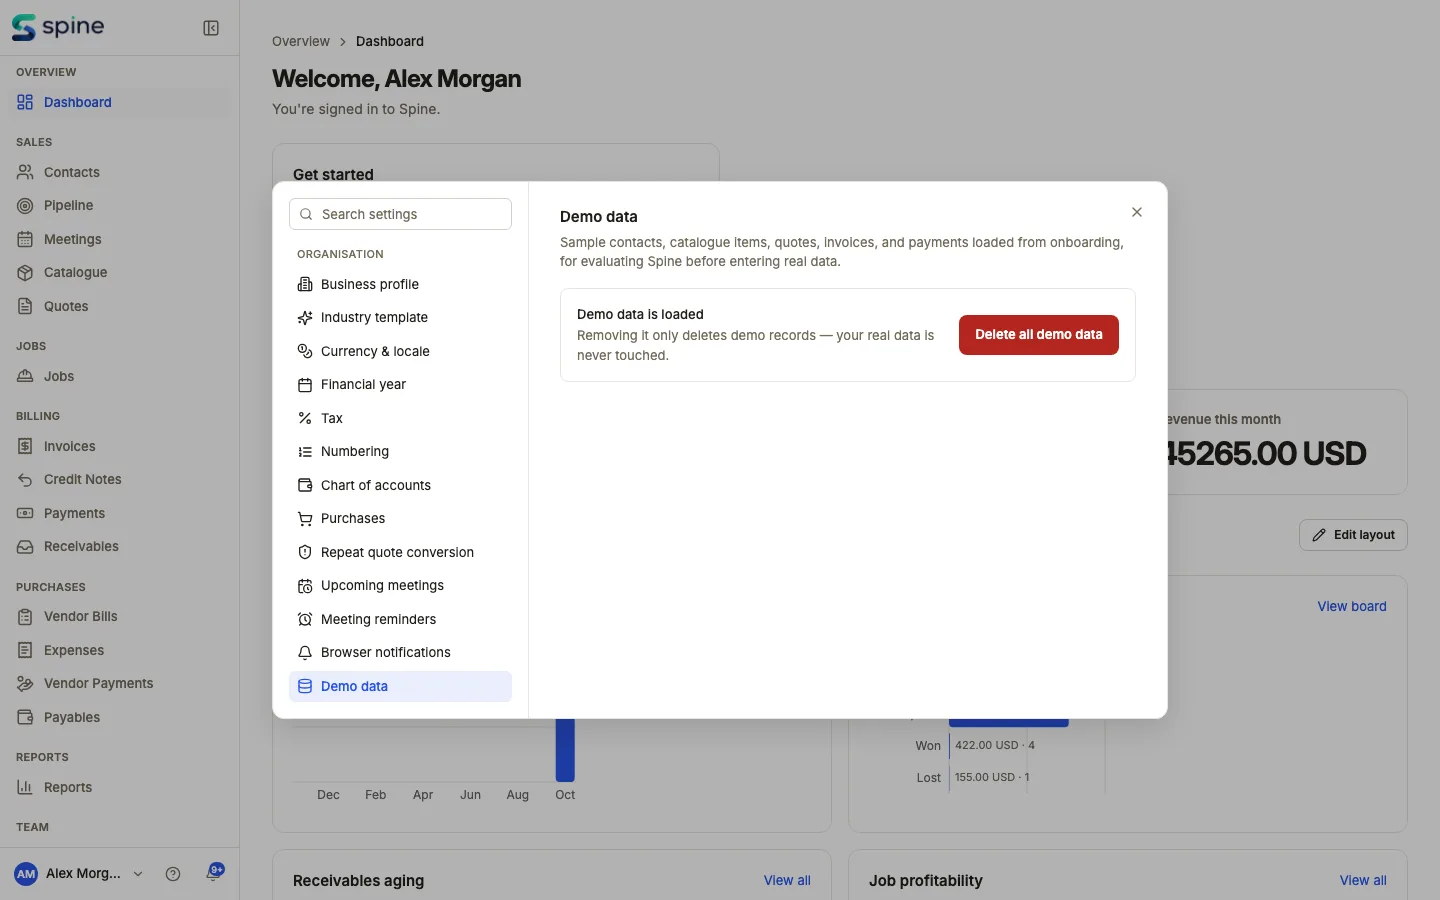 spine
OVERVIEW
Dashboard
SALES
Contacts
Pipeline
Meetings
Catalogue
Quotes
JOBS
Jobs
BILLING
Invoices
Credit Notes
Payments
Receivables
PURCHASES
Vendor Bills
Expenses
Vendor Payments
Payables
REPORTS
Reports
TEAM
AM Alex Morg...
9+
Overview > Dashboard
Welcome, Alex Morgan
You're signed in to Spine.
Get started
Search settings
ORGANISATION
Business profile
Industry template
Currency & locale
Financial year
Tax
Numbering
Chart of accounts
Purchases
Repeat quote conversion
Upcoming meetings
Meeting reminders
Browser notifications
Demo data
Demo data
Sample contacts, catalogue items, quotes, invoices, and payments loaded from onboarding,
for evaluating Spine before entering real data.
Demo data is loaded
Removing it only deletes demo records — your real data is
never touched.
Delete all demo data
evenue this month
45265.00 USD
Edit layout
View board
Won 422.00 USD · 4
Lost 155.00 USD · 1
Dec Feb Apr Jun Aug Oct
Receivables aging
View all
Job profitability
View all